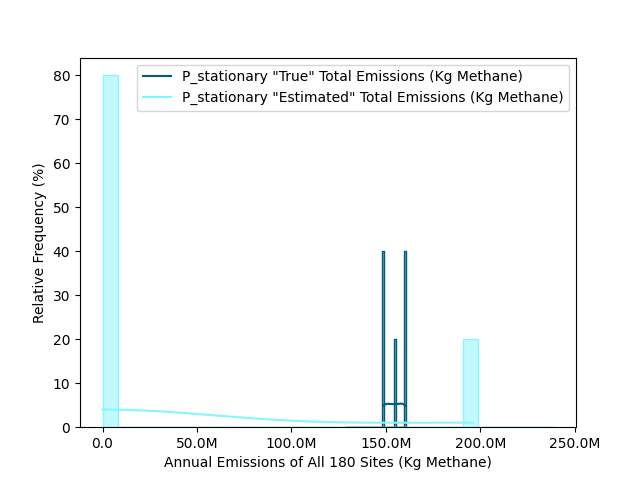 P_stationary "True" Total Emissions (Kg Methane)
P_stationary "Estimated" Total Emissions (Kg Methane)
Relative Frequency (%)
80
70
60
50
40
30
20
10
0
0.0 50.0M 100.0M 150.0M 200.0M 250.0M
Annual Emissions of All 180 Sites (Kg Methane)